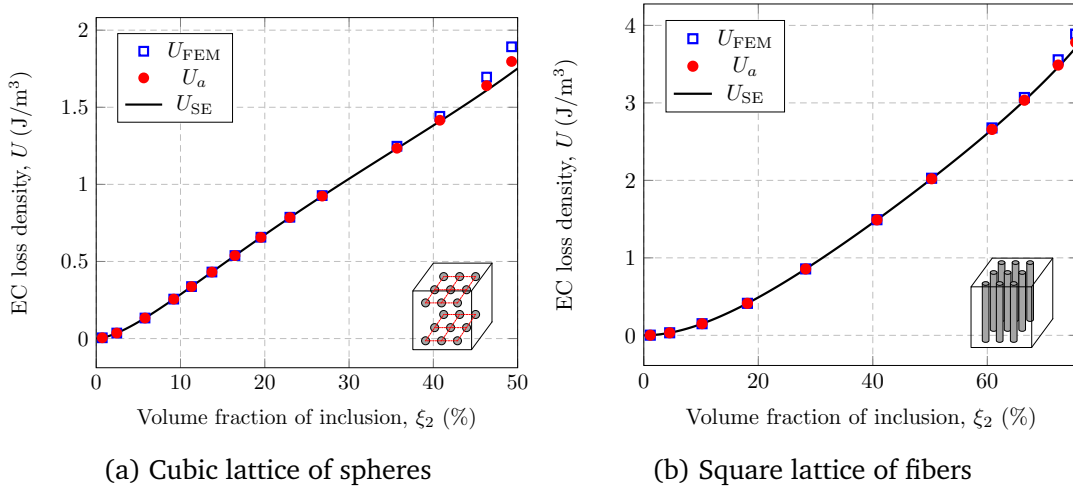 2
1.5
1
0.5
0
EC loss density, U (J/m³)
U_FEM
U_a
U_SE
0 10 20 30 40 50
Volume fraction of inclusion, ξ₂ (%)
(a) Cubic lattice of spheres
4
3
2
1
0
EC loss density, U (J/m³)
U_FEM
U_a
U_SE
0 20 40 60
Volume fraction of inclusion, ξ₂ (%)
(b) Square lattice of fibers